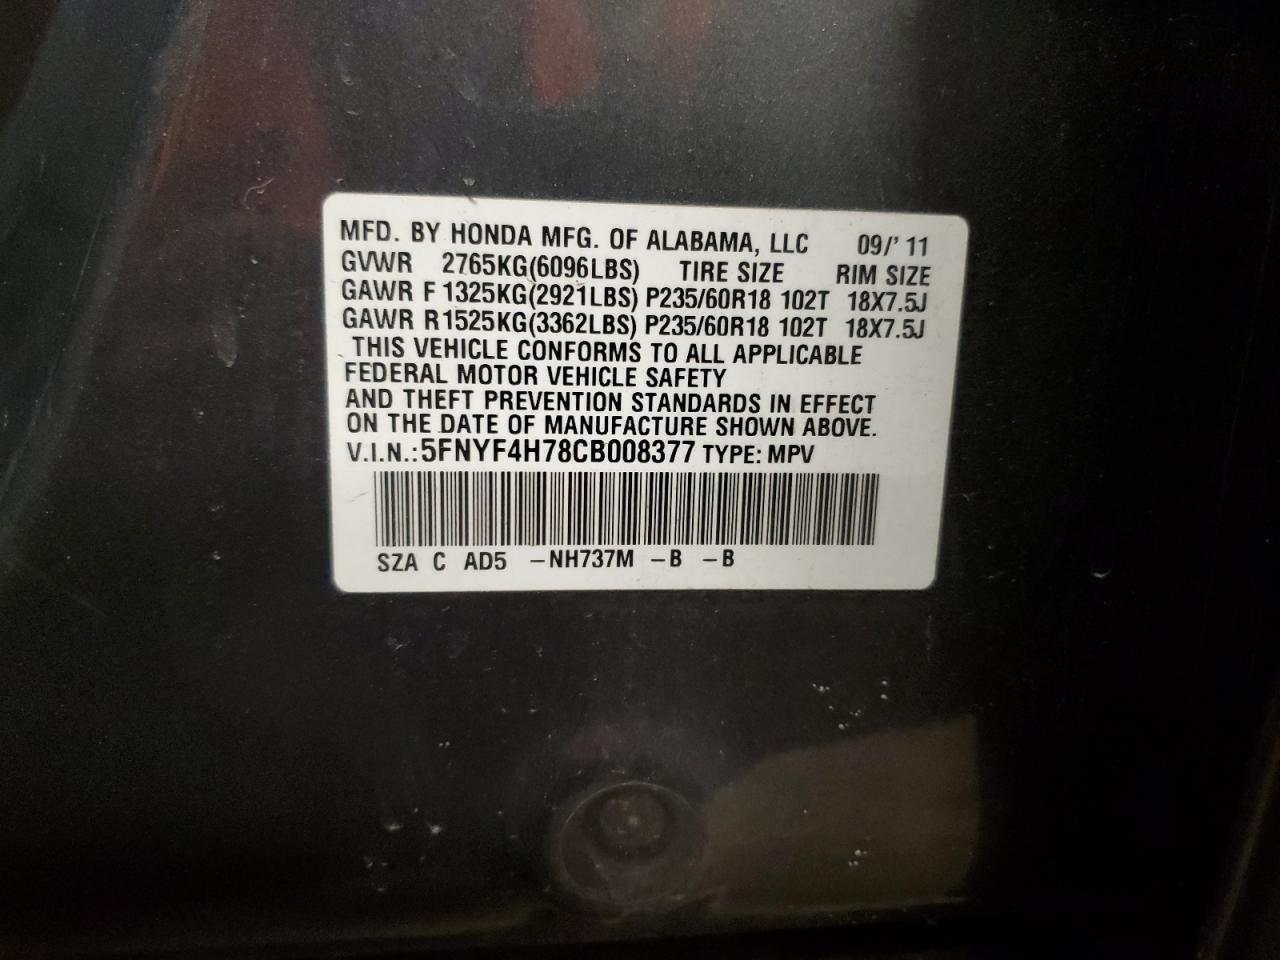 MFD. BY HONDA MFG. OF ALABAMA, LLC 09/' 11
GVWR 2765KG(6096LBS) TIRE SIZE RIM SIZE
GAWR F 1325KG(2921LBS) P235/60R18 102T 18X7.5J
GAWR R1525KG(3362LBS) P235/60R18 102T 18X7.5J
THIS VEHICLE CONFORMS TO ALL APPLICABLE
FEDERAL MOTOR VEHICLE SAFETY
AND THEFT PREVENTION STANDARDS IN EFFECT
ON THE DATE OF MANUFACTURE SHOWN ABOVE.
V.I.N.:5FNYF4H78CB008377 TYPE: MPV
SZA C AD5 –NH737M –B –B